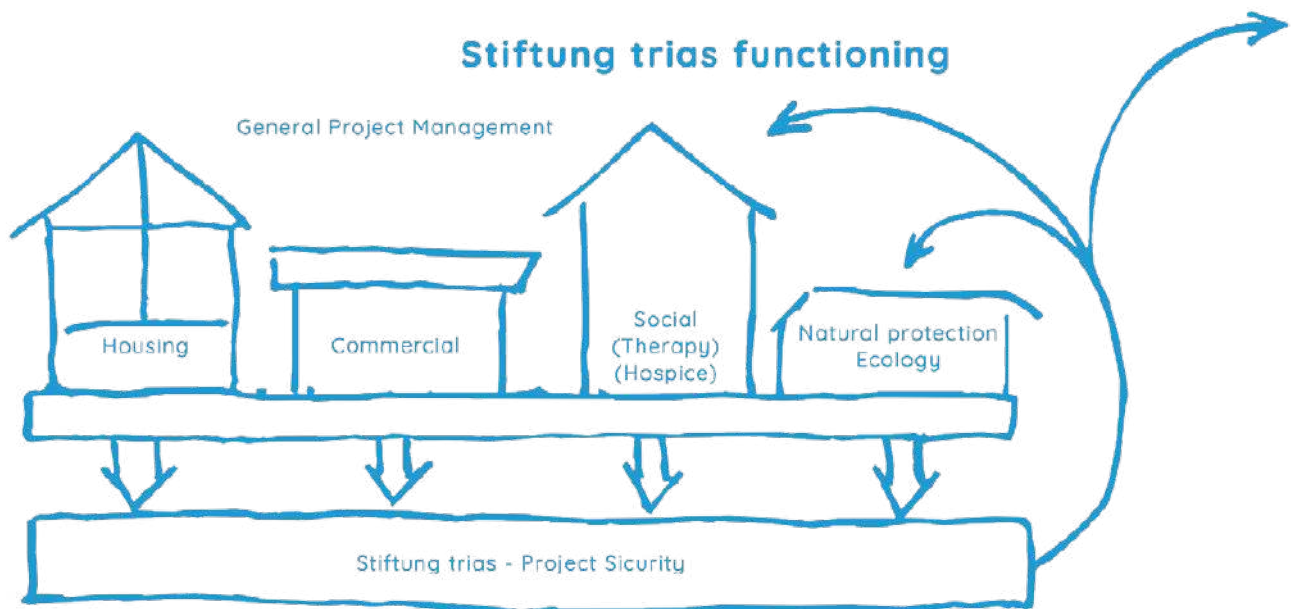 Stiftung trias functioning
General Project Management
Housing
Commercial
Social
(Therapy)
(Hospice)
Natural protection
Ecology
Stiftung trias - Project Sicurity